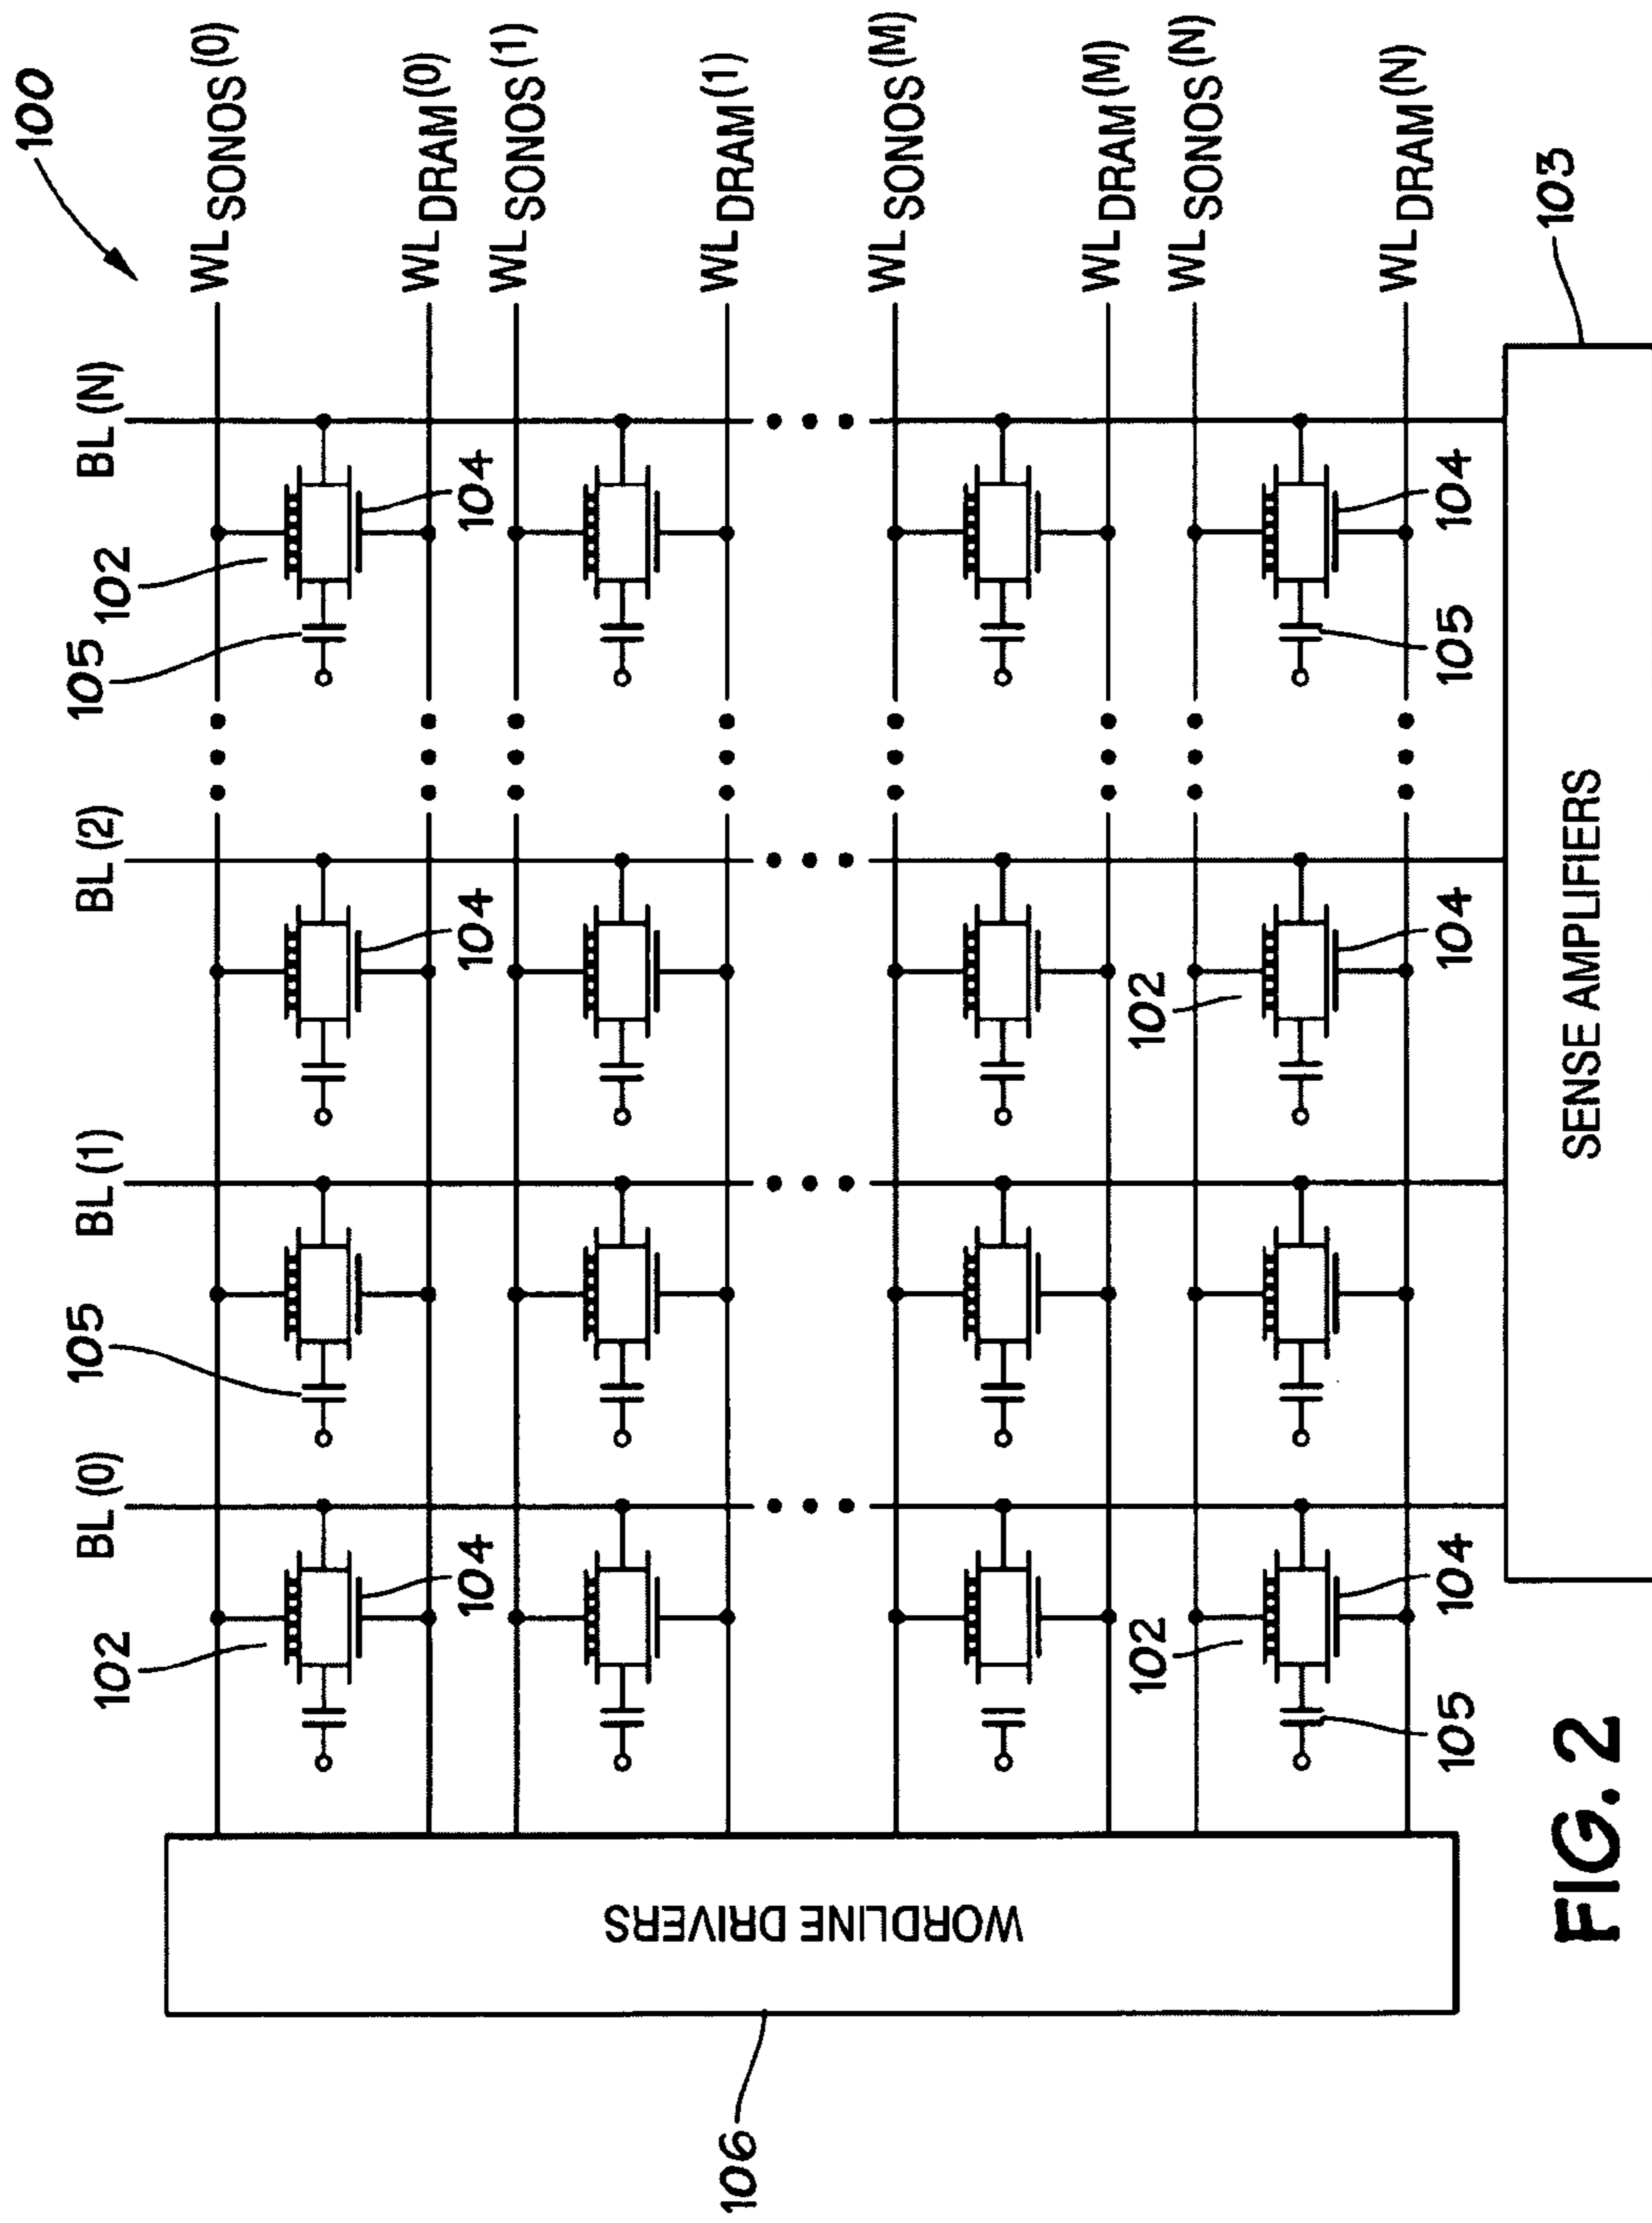 100
BL (0)
BL (1)
BL (2)
BL (N)
102
105
105
102
WL SONOS (0)
104
104
104
WL DRAM (0)
WL SONOS (1)
WL DRAM (1)
WL SONOS (M)
WL DRAM (M)
102
102
WL SONOS (N)
105
104
104
105
104
WL DRAM (N)
106
WORDLINE DRIVERS
SENSE AMPLIFIERS
103
FIG. 2